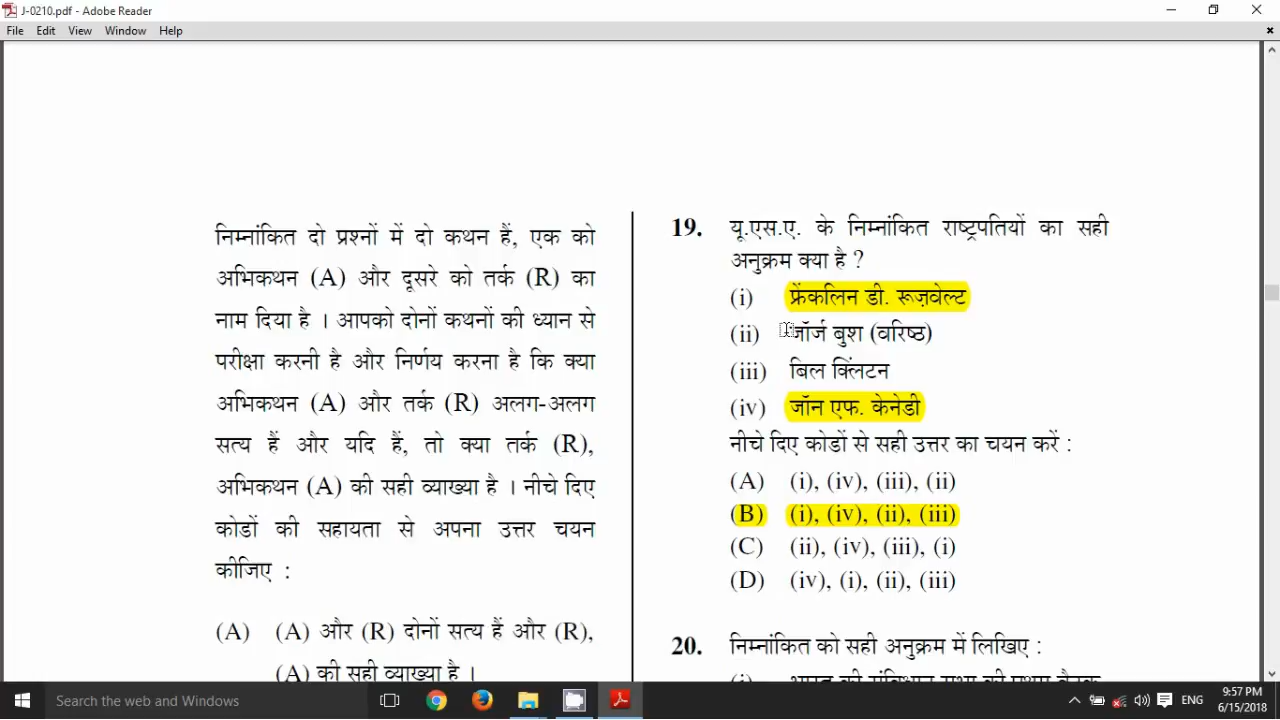 J-0210.pdf - Adobe Reader
File Edit View Window Help
निम्नांकित दो प्रश्नों में दो कथन हैं, एक को
अभिकथन (A) और दूसरे को तर्क (R) का
नाम दिया है । आपको दोनों कथनों की ध्यान से
परीक्षा करनी है और निर्णय करना है कि क्या
अभिकथन (A) और तर्क (R) अलग-अलग
सत्य हैं और यदि हैं, तो क्या तर्क (R),
अभिकथन (A) की सही व्याख्या है । नीचे दिए
कोडों की सहायता से अपना उत्तर चयन
कीजिए :
(A) (A) और (R) दोनों सत्य हैं और (R),
(A) की सही व्याख्या है ।
19. यू.एस.ए. के निम्नांकित राष्ट्रपतियों का सही
अनुक्रम क्या है ?
(i) फ्रेंकलिन डी. रूज़वेल्ट
(ii) जॉर्ज बुश (वरिष्ठ)
(iii) बिल क्लिंटन
(iv) जॉन एफ. केनेडी
नीचे दिए कोडों से सही उत्तर का चयन करें :
(A) (i), (iv), (iii), (ii)
(B) (i), (iv), (ii), (iii)
(C) (ii), (iv), (iii), (i)
(D) (iv), (i), (ii), (iii)
20. निम्नांकित को सही अनुक्रम में लिखिए :
(i) भारत की संविधान सभा की प्रथम बैठक
Search the web and Windows
ENG
9:57 PM
6/15/2018